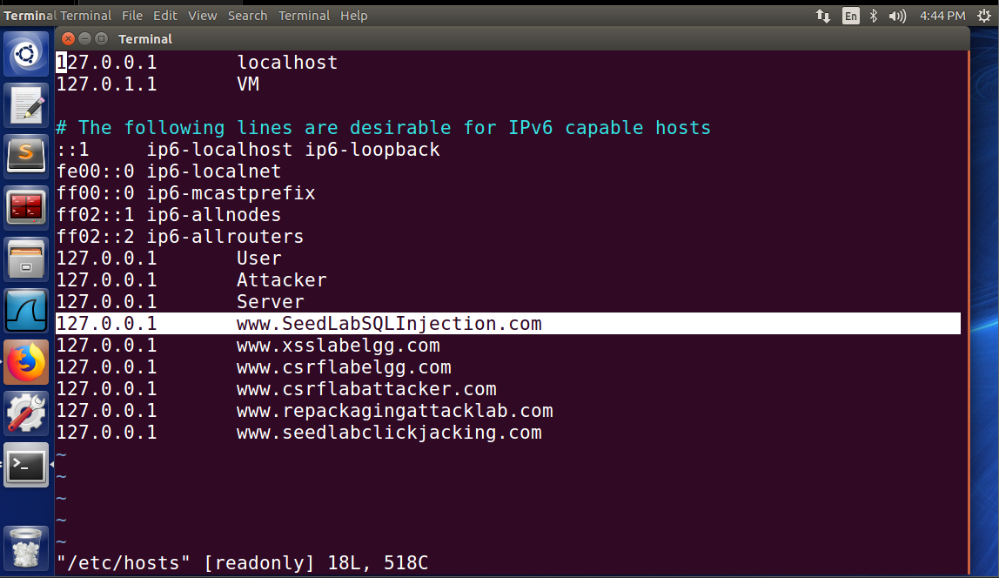 Terminal Terminal File Edit View Search Terminal Help En 4:44 PM
Terminal
127.0.0.1 localhost
127.0.1.1 VM
# The following lines are desirable for IPv6 capable hosts
::1 ip6-localhost ip6-loopback
fe00::0 ip6-localnet
ff00::0 ip6-mcastprefix
ff02::1 ip6-allnodes
ff02::2 ip6-allrouters
127.0.0.1 User
127.0.0.1 Attacker
127.0.0.1 Server
127.0.0.1 www.SeedLabSQLInjection.com
127.0.0.1 www.xsslabelgg.com
127.0.0.1 www.csrflabelgg.com
127.0.0.1 www.csrflabattacker.com
127.0.0.1 www.repackagingattacklab.com
127.0.0.1 www.seedlabclickjacking.com
~
~
~
~
~
"/etc/hosts" [readonly] 18L, 518C